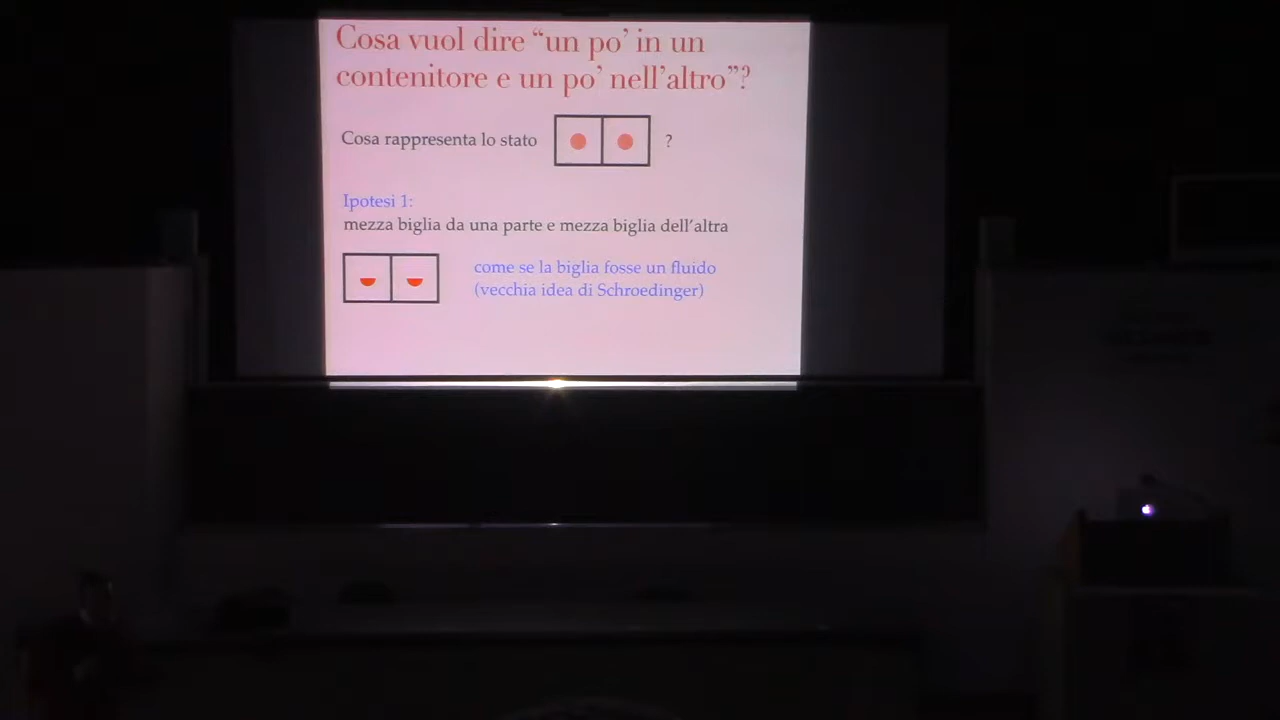 Cosa vuol dire “un po’ in un
contenitore e un po’ nell’altro”?
Cosa rappresenta lo stato ?
Ipotesi 1:
mezza biglia da una parte e mezza biglia dell’altra
come se la biglia fosse un fluido
(vecchia idea di Schroedinger)